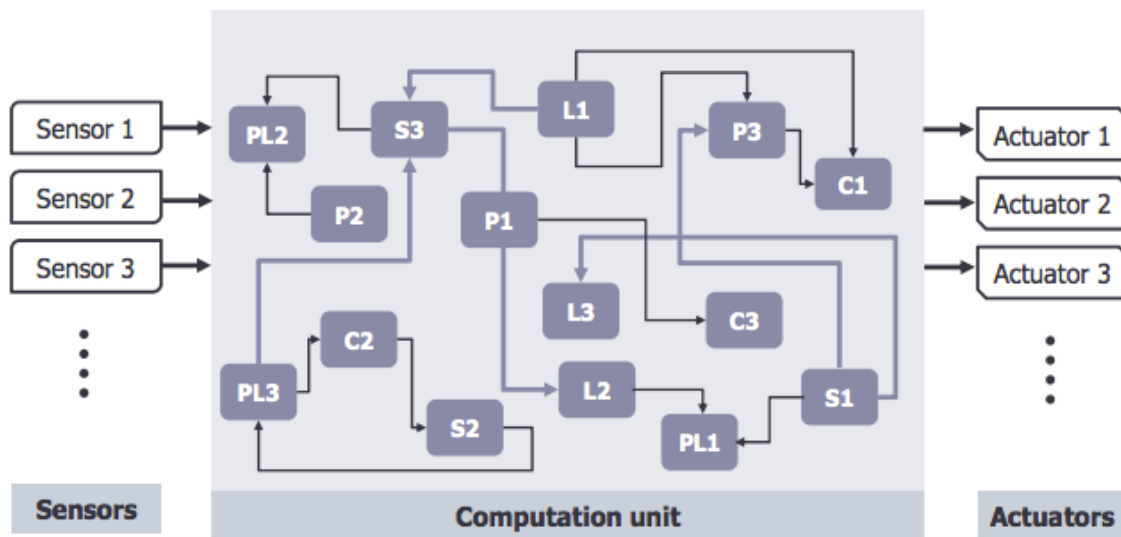 Sensor 1
Sensor 2
Sensor 3
Sensors
PL2
S3
L1
P3
C1
P2
P1
L3
C3
C2
PL3
L2
S1
S2
PL1
Computation unit
Actuator 1
Actuator 2
Actuator 3
Actuators